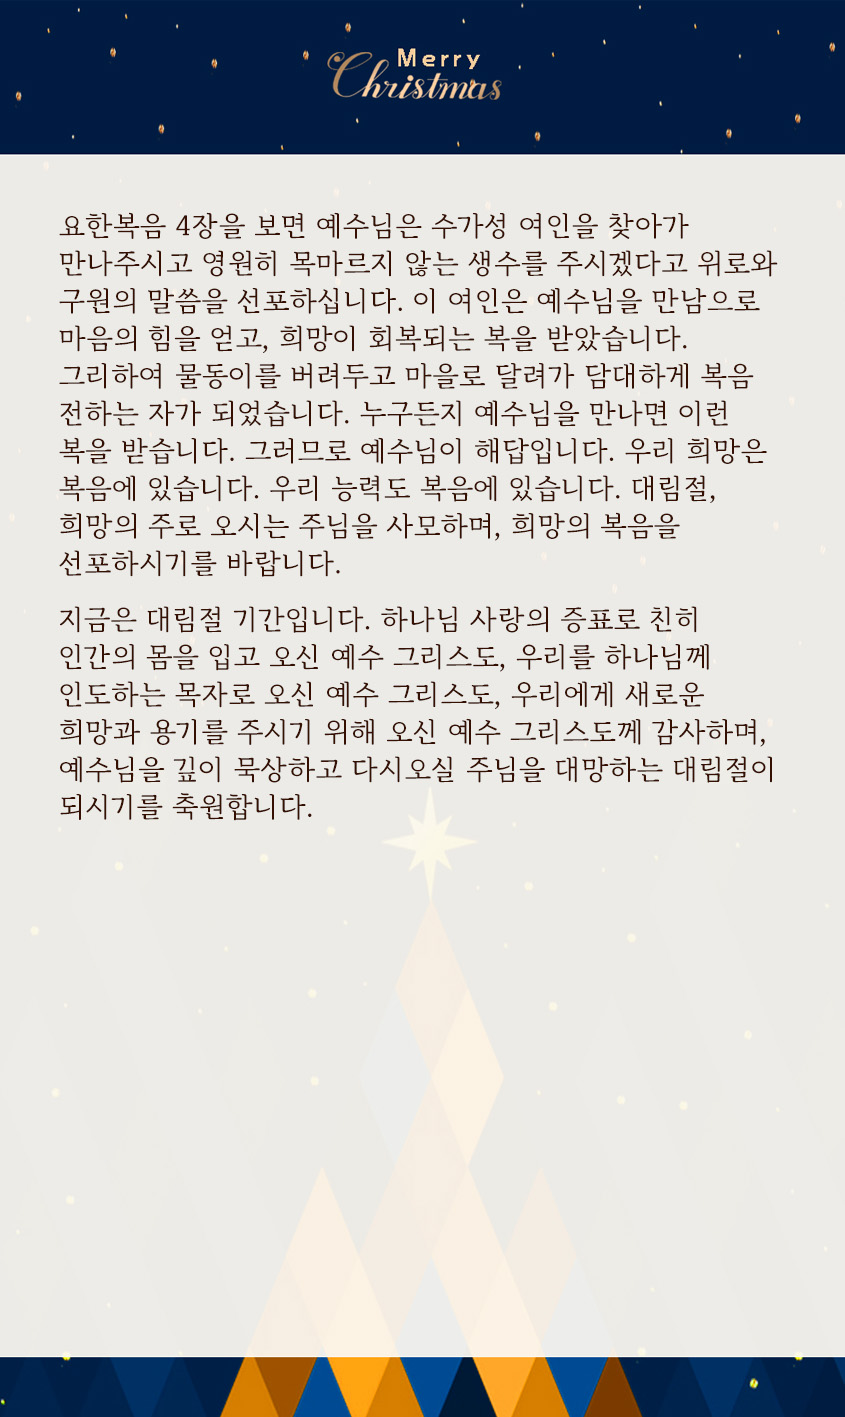 Merry
Christmas
요한복음 4장을 보면 예수님은 수가성 여인을 찾아가
만나주시고 영원히 목마르지 않는 생수를 주시겠다고 위로와
구원의 말씀을 선포하십니다. 이 여인은 예수님을 만남으로
마음의 힘을 얻고, 희망이 회복되는 복을 받았습니다.
그리하여 물동이를 버려두고 마을로 달려가 담대하게 복음
전하는 자가 되었습니다. 누구든지 예수님을 만나면 이런
복을 받습니다. 그러므로 예수님이 해답입니다. 우리 희망은
복음에 있습니다. 우리 능력도 복음에 있습니다. 대림절,
희망의 주로 오시는 주님을 사모하며, 희망의 복음을
선포하시기를 바랍니다.
지금은 대림절 기간입니다. 하나님 사랑의 증표로 친히
인간의 몸을 입고 오신 예수 그리스도, 우리를 하나님께
인도하는 목자로 오신 예수 그리스도, 우리에게 새로운
희망과 용기를 주시기 위해 오신 예수 그리스도께 감사하며,
예수님을 깊이 묵상하고 다시오실 주님을 대망하는 대림절이
되시기를 축원합니다.